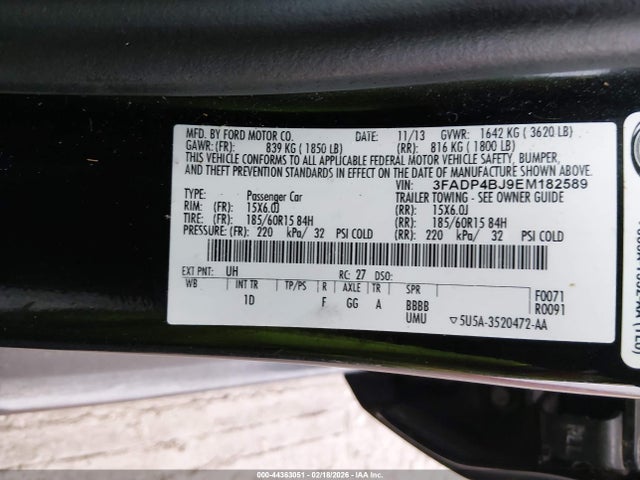 MFD. BY FORD MOTOR CO. DATE: 11/13 GVWR: 1642 KG ( 3620 LB)
GAWR: (FR): 839 KG ( 1850 LB) (RR): 816 KG ( 1800 LB)
THIS VEHICLE CONFORMS TO ALL APPLICABLE FEDERAL MOTOR VEHICLE SAFETY, BUMPER,
AND THEFT PREVENTION STANDARDS IN EFFECT ON THE DATE OF MANUFACTURE SHOWN ABOVE.
VIN: 3FADP4BJ9EM182589
TYPE: Passenger Car TRAILER TOWING - SEE OWNER GUIDE
RIM: (FR): 15X6.0J (RR): 15X6.0J
TIRE: (FR): 185/60R15 84H (RR): 185/60R15 84H
PRESSURE: (FR): 220 kPa/ 32 PSI COLD (RR): 220 kPa/ 32 PSI COLD
EXT PNT: UH RC: 27 DSO:
WB INT TR TP/PS R AXLE TR SPR F0071
1D F GG A BBBB R0091
UMU ▽5U5A-3520472-AA
000-44363051 | 02/18/2026 - IAA Inc.